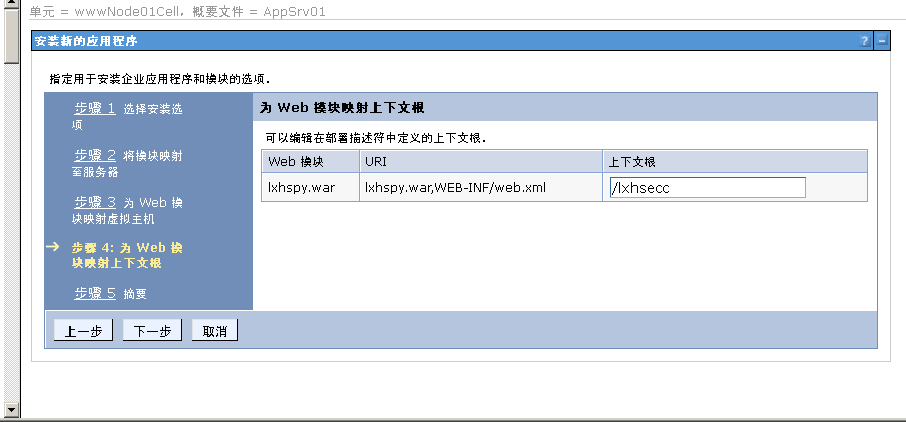 单元 = wwwNode01Cell，概要文件 = AppSrv01
安装新的应用程序
? −
指定用于安装企业应用程序和模块的选项。
步骤 1 选择安装选
项
步骤 2 将模块映射
至服务器
步骤 3 为 Web 模
块映射虚拟主机
步骤 4: 为 Web 模
块映射上下文根
步骤 5 摘要
为 Web 模块映射上下文根
可以编辑在部署描述符中定义的上下文根。
Web 模块 URI 上下文根
lxhspy.war lxhspy.war,WEB-INF/web.xml /lxhsecc
上一步 下一步 取消